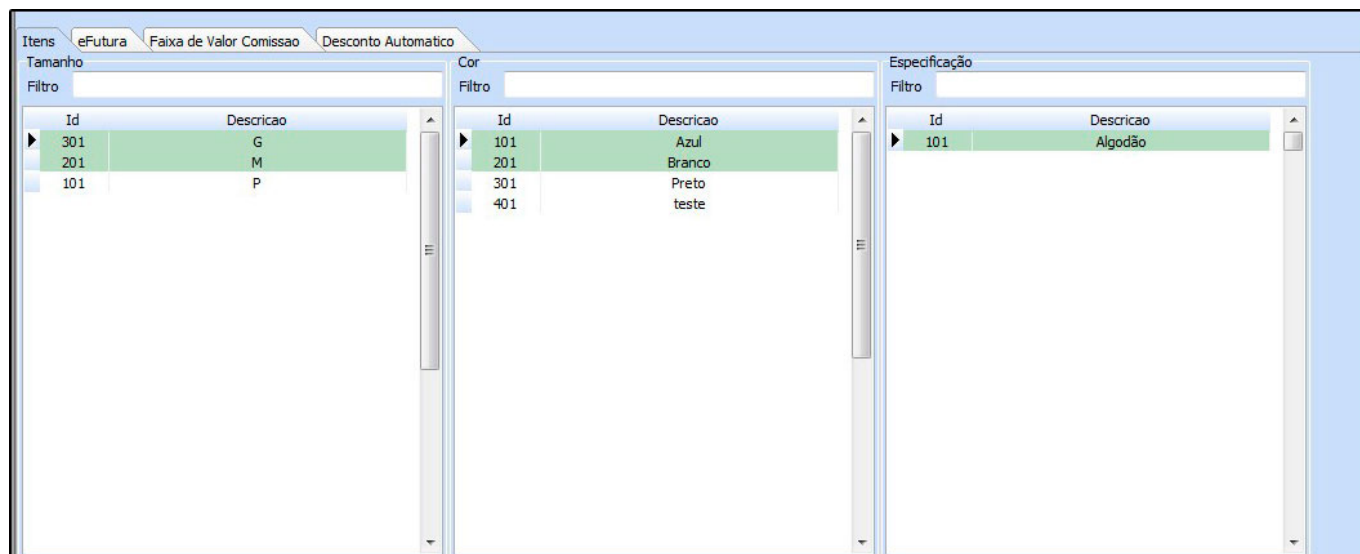 Itens eFutura Faixa de Valor Comissao Desconto Automatico
Tamanho
Filtro
Id Descricao
301 G
201 M
101 P
Cor
Filtro
Id Descricao
101 Azul
201 Branco
301 Preto
401 teste
Especificação
Filtro
Id Descricao
101 Algodão